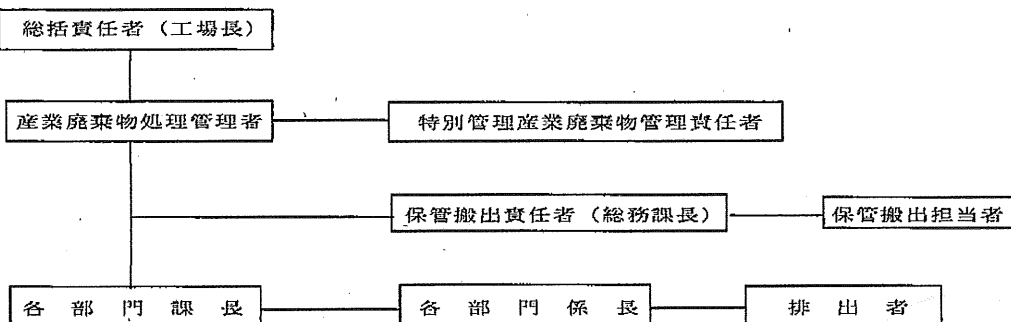 総括責任者（工場長）
産業廃棄物処理管理者
特別管理産業廃棄物管理責任者
保管搬出責任者（総務課長）
保管搬出担当者
各部門課長
各部門係長
排出者